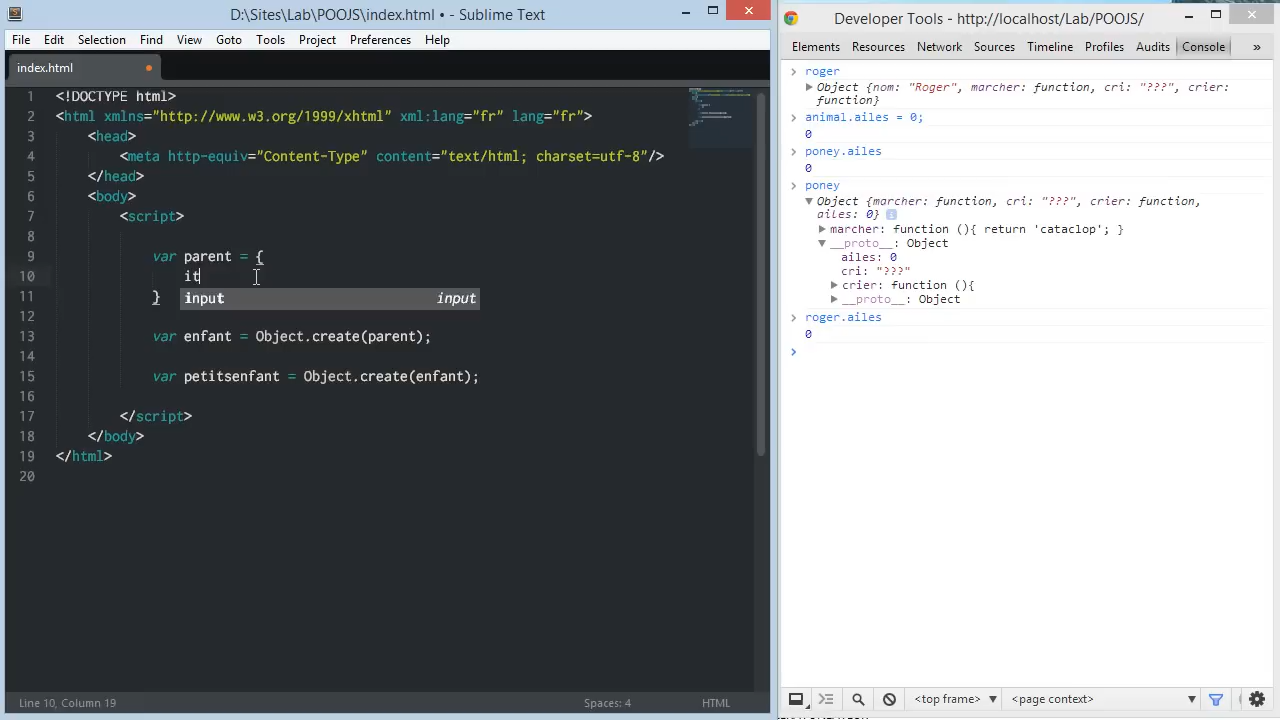 D:\Sites\Lab\POOJS\index.html • - Sublime Text
File Edit Selection Find View Goto Tools Project Preferences Help
index.html
1 <!DOCTYPE html>
2 <html xmlns="http://www.w3.org/1999/xhtml" xml:lang="fr" lang="fr">
3 <head>
4 <meta http-equiv="Content-Type" content="text/html; charset=utf-8"/>
5 </head>
6 <body>
7 <script>
8
9 var parent = {
10 it
11 }
input input
12
13 var enfant = Object.create(parent);
14
15 var petitsenfant = Object.create(enfant);
16
17 </script>
18 </body>
19 </html>
20
Line 10, Column 19 Spaces: 4 HTML
Developer Tools - http://localhost/Lab/POOJS/
Elements Resources Network Sources Timeline Profiles Audits Console »
roger
Object {nom: "Roger", marcher: function, cri: "???", crier:
function}
animal.ailes = 0;
0
poney.ailes
0
poney
Object {marcher: function, cri: "???", crier: function,
ailes: 0}
marcher: function (){ return 'cataclop'; }
__proto__: Object
ailes: 0
cri: "???"
crier: function (){
__proto__: Object
roger.ailes
0
<top frame> <page context>